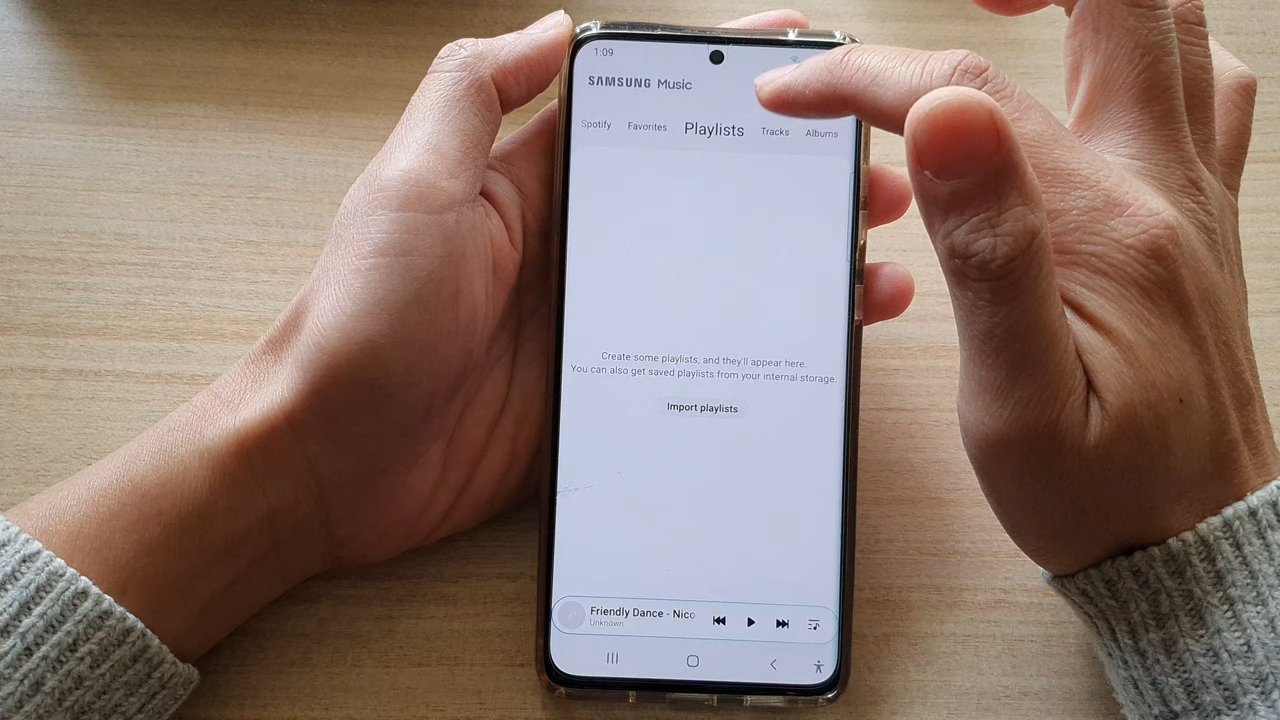 1:09
SAMSUNG Music
Spotify Favorites Playlists Tracks Albums
Create some playlists, and they'll appear here.
You can also get saved playlists from your internal storage.
Import playlists
Friendly Dance - Nico
Unknown